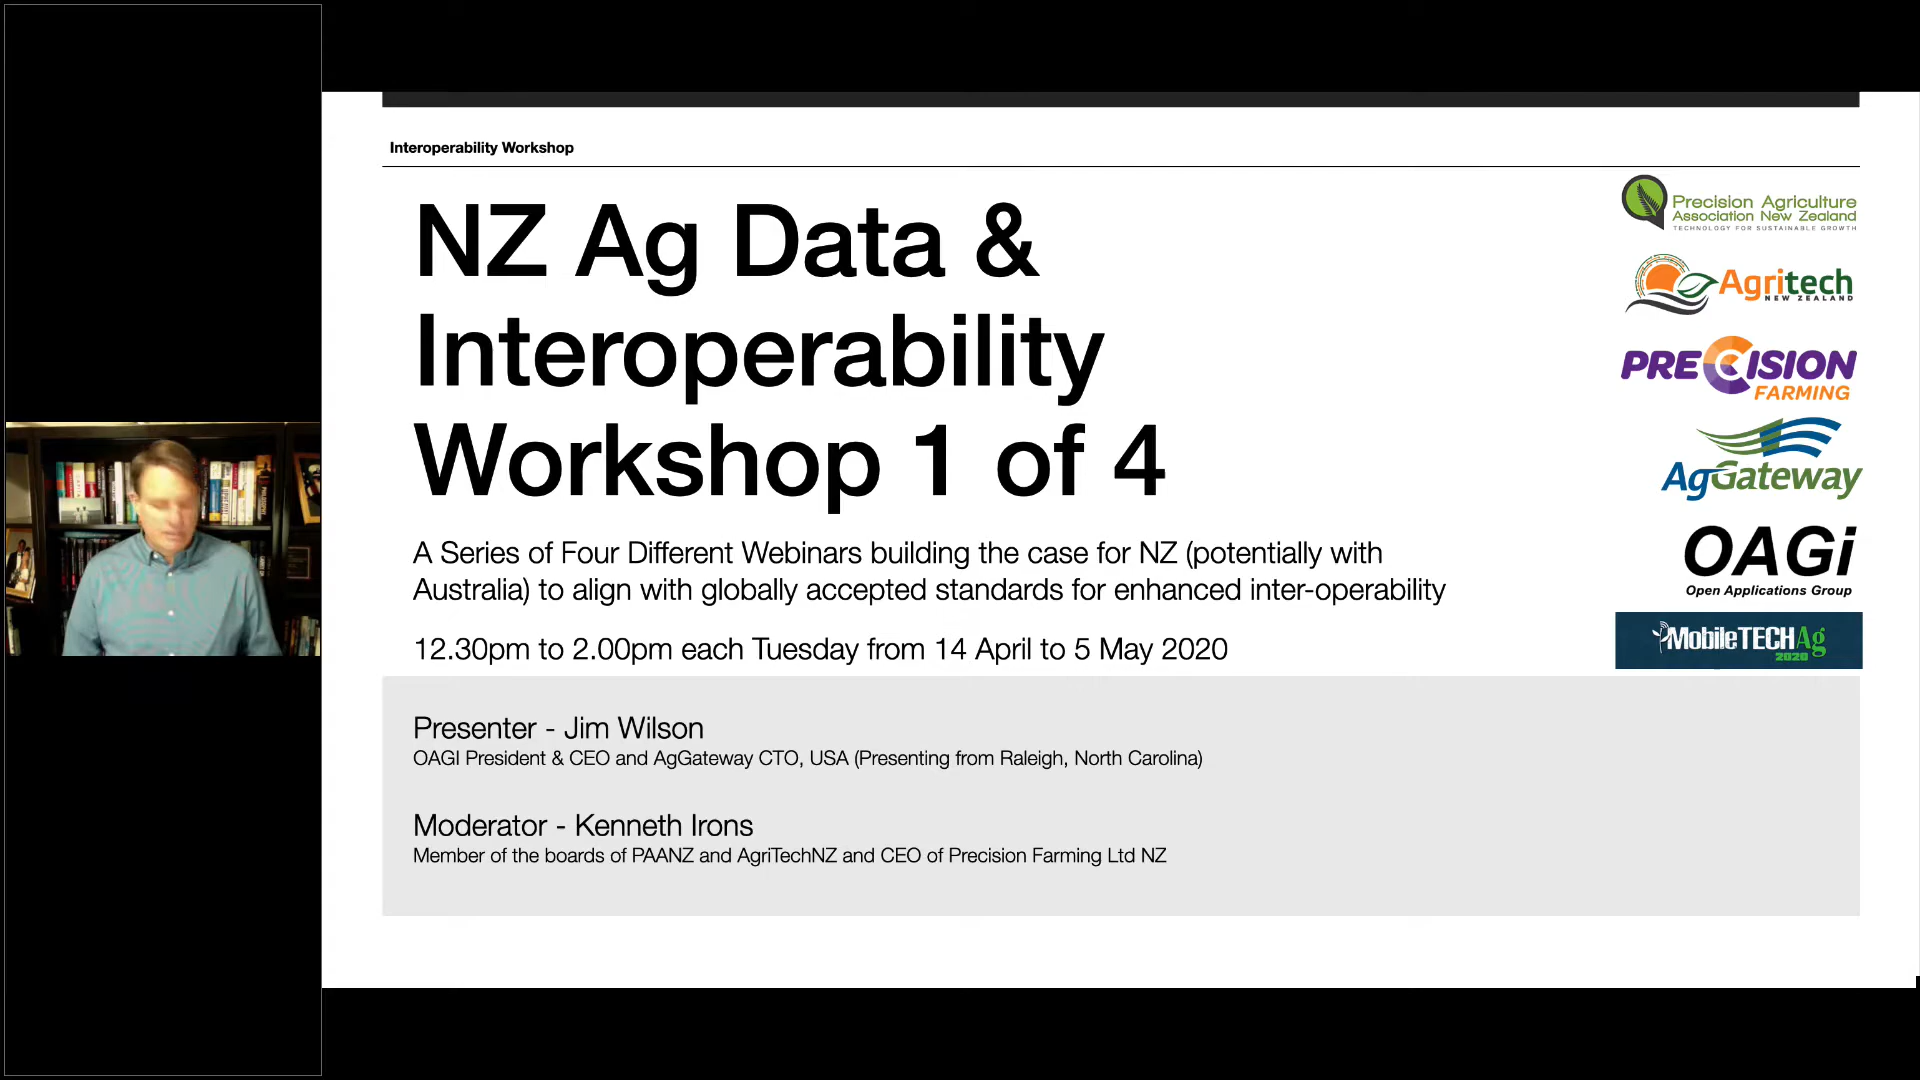 Interoperability Workshop
NZ Ag Data &
Interoperability
Workshop 1 of 4
A Series of Four Different Webinars building the case for NZ (potentially with
Australia) to align with globally accepted standards for enhanced inter-operability
12.30pm to 2.00pm each Tuesday from 14 April to 5 May 2020
Presenter - Jim Wilson
OAGI President & CEO and AgGateway CTO, USA (Presenting from Raleigh, North Carolina)
Moderator - Kenneth Irons
Member of the boards of PAANZ and AgriTechNZ and CEO of Precision Farming Ltd NZ
Precision Agriculture
Association New Zealand
TECHNOLOGY FOR SUSTAINABLE GROWTH
Agritech
NEW ZEALAND
PRECISION
FARMING
AgGateway
OAGi
Open Applications Group
MobileTECHAg
2020